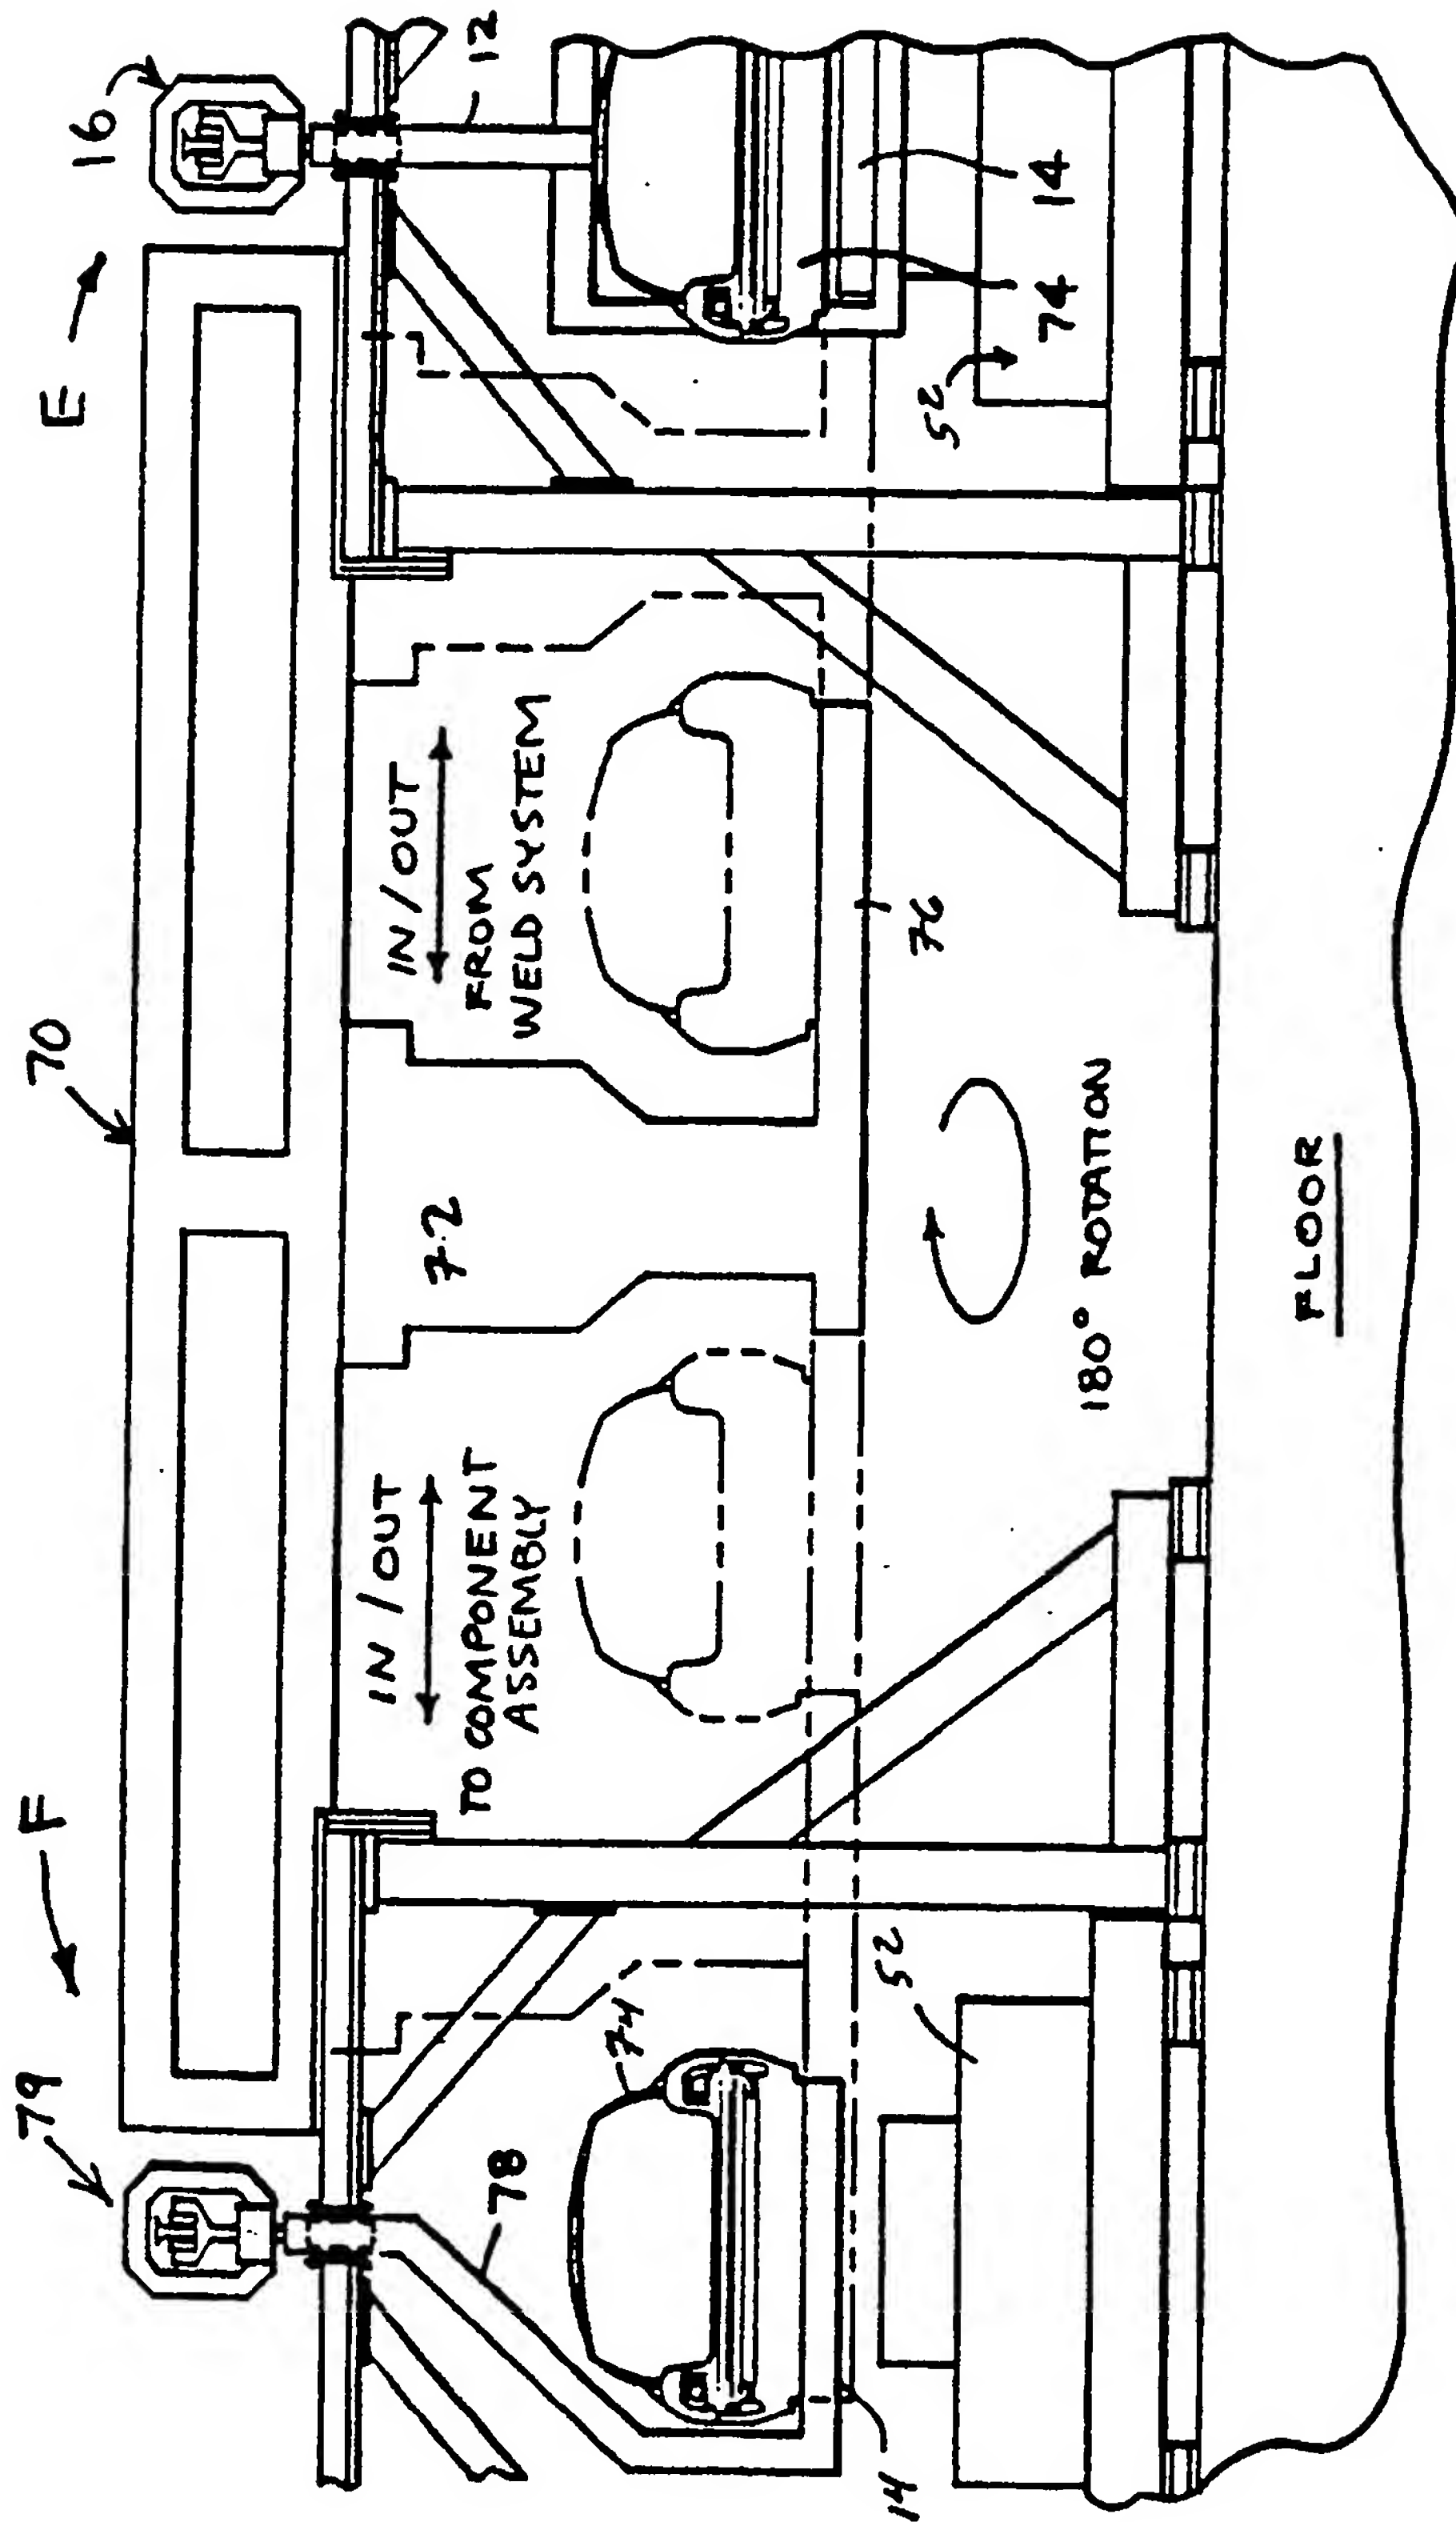 79
F
70
E
16
12
IN / OUT
TO COMPONENT
ASSEMBLY
72
IN / OUT
FROM
WELD SYSTEM
78
74
76
52
74
14
14
52
180° ROTATION
FLOOR